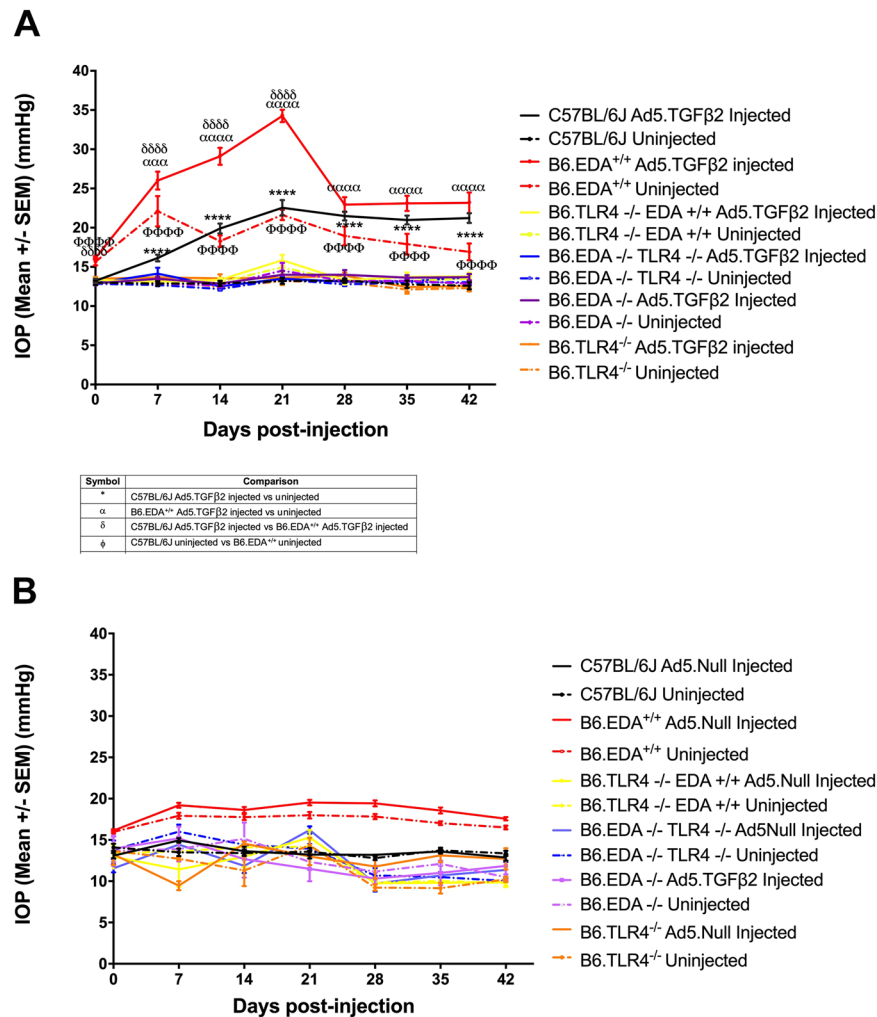 A
IOP (Mean +/- SEM) (mmHg)
40
35
30
25
20
15
10
5
0
0 7 14 21 28 35 42
Days post-injection
δδδδ
ααα
δδδδ
αααα
δδδδ
αααα
αααα
αααα
αααα
****
****
****
****
****
****
ΦΦΦΦ
δδδδ
ΦΦΦΦ
ΦΦΦΦ
ΦΦΦΦ
ΦΦΦΦ
ΦΦΦΦ
ΦΦΦΦ
C57BL/6J Ad5.TGFβ2 Injected
C57BL/6J Uninjected
B6.EDA+/+ Ad5.TGFβ2 injected
B6.EDA+/+ Uninjected
B6.TLR4 -/- EDA +/+ Ad5.TGFβ2 Injected
B6.TLR4 -/- EDA +/+ Uninjected
B6.EDA -/- TLR4 -/- Ad5.TGFβ2 Injected
B6.EDA -/- TLR4 -/- Uninjected
B6.EDA -/- Ad5.TGFβ2 Injected
B6.EDA -/- Uninjected
B6.TLR4-/- Ad5.TGFβ2 injected
B6.TLR4-/- Uninjected
Symbol Comparison
* C57BL/6J Ad5.TGFβ2 injected vs uninjected
α B6.EDA+/+ Ad5.TGFβ2 injected vs uninjected
δ C57BL/6J Ad5.TGFβ2 injected vs B6.EDA+/+ Ad5.TGFβ2 injected
ϕ C57BL/6J uninjected vs B6.EDA+/+ uninjected
B
IOP (Mean +/- SEM) (mmHg)
40
35
30
25
20
15
10
5
0
0 7 14 21 28 35 42
Days post-injection
C57BL/6J Ad5.Null Injected
C57BL/6J Uninjected
B6.EDA+/+ Ad5.Null Injected
B6.EDA+/+ Uninjected
B6.TLR4 -/- EDA +/+ Ad5.Null Injected
B6.TLR4 -/- EDA +/+ Uninjected
B6.EDA -/- TLR4 -/- Ad5Null Injected
B6.EDA -/- TLR4 -/- Uninjected
B6.EDA -/- Ad5.TGFβ2 Injected
B6.EDA -/- Uninjected
B6.TLR4-/- Ad5.Null Injected
B6.TLR4-/- Uninjected